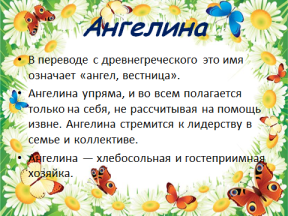 Ангелина
• В переводе с древнегреческого это имя
означает «ангел, вестница».
• Ангелина упряма, и во всем полагается
только на себя, не рассчитывая на помощь
извне. Ангелина стремится к лидерству в
семье и коллективе.
• Ангелина — хлебосольная и гостеприимная
хозяйка.